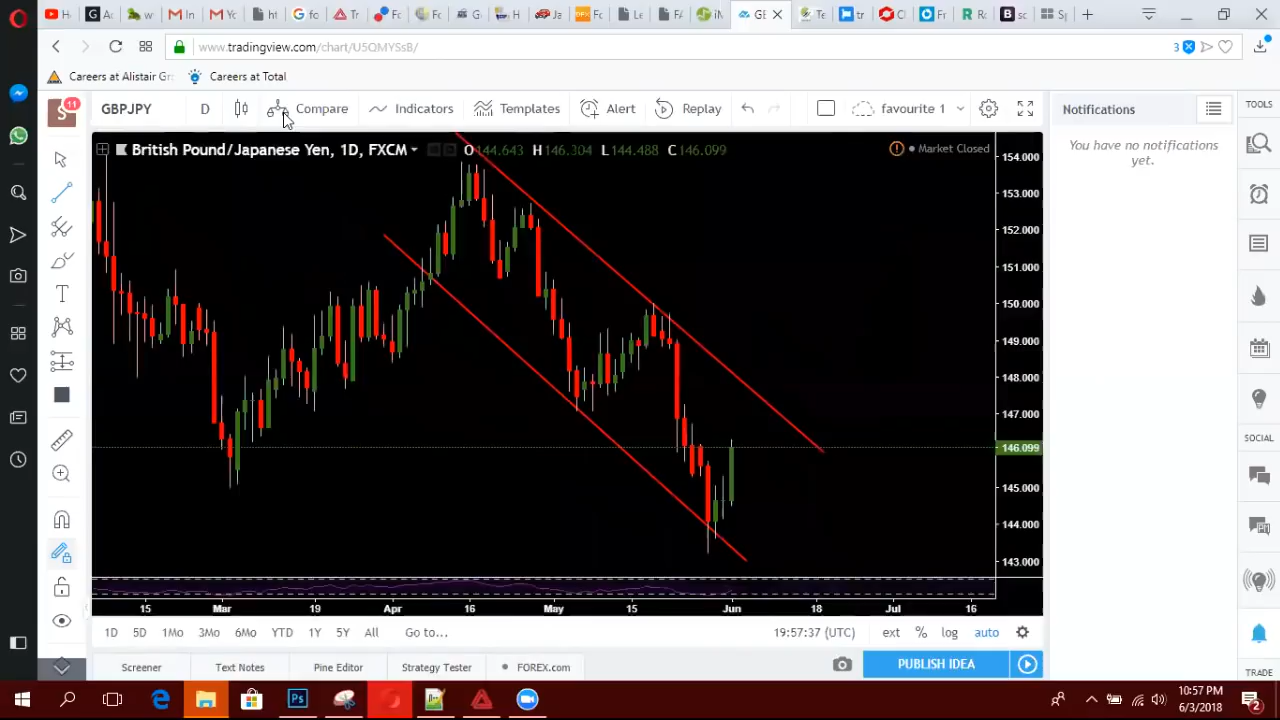 www.tradingview.com/chart/U5QMYSsB/
3
Careers at Alistair Gr
Careers at Total
11
S
GBPJPY
D
Compare
Indicators
Templates
Alert
Replay
favourite 1
Notifications
TOOLS
You have no notifications
yet.
British Pound/Japanese Yen, 1D, FXCM
O144.643 H146.304 L144.488 C146.099
Market Closed
154.000
153.000
152.000
151.000
150.000
149.000
148.000
147.000
146.099
145.000
144.000
143.000
SOCIAL
15 Mar 19 Apr 16 May 15 Jun 18 Jul 16
1D 5D 1Mo 3Mo 6Mo YTD 1Y 5Y All Go to...
19:57:37 (UTC)
ext % log auto
Screener
Text Notes
Pine Editor
Strategy Tester
FOREX.com
PUBLISH IDEA
TRADE
10:57 PM
6/3/2018
2